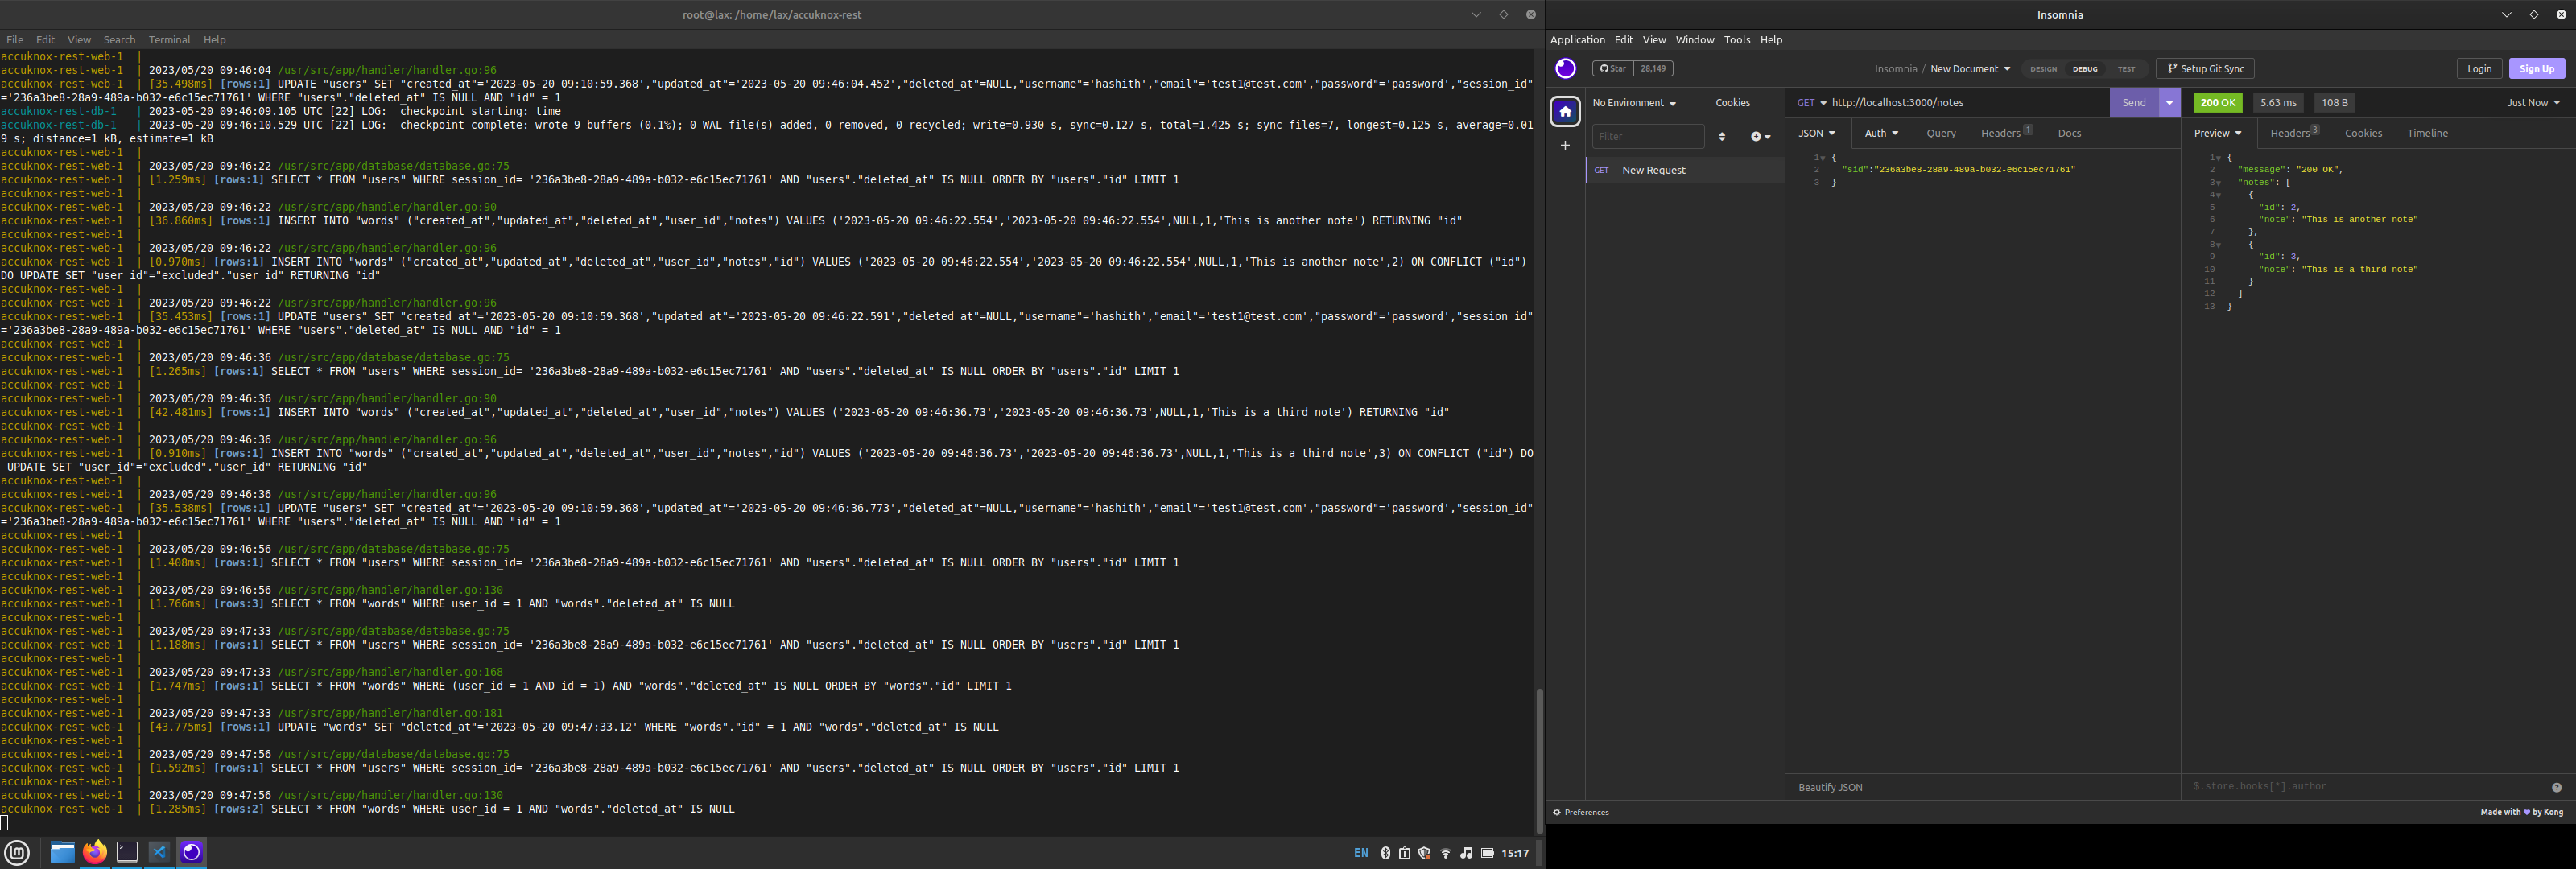 root@lax: /home/lax/accuknox-rest
File Edit View Search Terminal Help
accuknox-rest-web-1 |
accuknox-rest-web-1 | 2023/05/20 09:46:04 /usr/src/app/handler/handler.go:96
accuknox-rest-web-1 | [35.498ms] [rows:1] UPDATE "users" SET "created_at"='2023-05-20 09:10:59.368',"updated_at"='2023-05-20 09:46:04.452',"deleted_at"=NULL,"username"='hashith',"email"='test1@test.com',"password"='password',"session_id"
='236a3be8-28a9-489a-b032-e6c15ec71761' WHERE "users"."deleted_at" IS NULL AND "id" = 1
accuknox-rest-db-1 | 2023-05-20 09:46:09.105 UTC [22] LOG: checkpoint starting: time
accuknox-rest-db-1 | 2023-05-20 09:46:10.529 UTC [22] LOG: checkpoint complete: wrote 9 buffers (0.1%); 0 WAL file(s) added, 0 removed, 0 recycled; write=0.930 s, sync=0.127 s, total=1.425 s; sync files=7, longest=0.125 s, average=0.01
9 s; distance=1 kB, estimate=1 kB
accuknox-rest-web-1 |
accuknox-rest-web-1 | 2023/05/20 09:46:22 /usr/src/app/database/database.go:75
accuknox-rest-web-1 | [1.259ms] [rows:1] SELECT * FROM "users" WHERE session_id= '236a3be8-28a9-489a-b032-e6c15ec71761' AND "users"."deleted_at" IS NULL ORDER BY "users"."id" LIMIT 1
accuknox-rest-web-1 |
accuknox-rest-web-1 | 2023/05/20 09:46:22 /usr/src/app/handler/handler.go:90
accuknox-rest-web-1 | [36.860ms] [rows:1] INSERT INTO "words" ("created_at","updated_at","deleted_at","user_id","notes") VALUES ('2023-05-20 09:46:22.554','2023-05-20 09:46:22.554',NULL,1,'This is another note') RETURNING "id"
accuknox-rest-web-1 |
accuknox-rest-web-1 | 2023/05/20 09:46:22 /usr/src/app/handler/handler.go:96
accuknox-rest-web-1 | [0.970ms] [rows:1] INSERT INTO "words" ("created_at","updated_at","deleted_at","user_id","notes","id") VALUES ('2023-05-20 09:46:22.554','2023-05-20 09:46:22.554',NULL,1,'This is another note',2) ON CONFLICT ("id")
DO UPDATE SET "user_id"="excluded"."user_id" RETURNING "id"
accuknox-rest-web-1 |
accuknox-rest-web-1 | 2023/05/20 09:46:22 /usr/src/app/handler/handler.go:96
accuknox-rest-web-1 | [35.453ms] [rows:1] UPDATE "users" SET "created_at"='2023-05-20 09:10:59.368',"updated_at"='2023-05-20 09:46:22.591',"deleted_at"=NULL,"username"='hashith',"email"='test1@test.com',"password"='password',"session_id"
='236a3be8-28a9-489a-b032-e6c15ec71761' WHERE "users"."deleted_at" IS NULL AND "id" = 1
accuknox-rest-web-1 |
accuknox-rest-web-1 | 2023/05/20 09:46:36 /usr/src/app/database/database.go:75
accuknox-rest-web-1 | [1.265ms] [rows:1] SELECT * FROM "users" WHERE session_id= '236a3be8-28a9-489a-b032-e6c15ec71761' AND "users"."deleted_at" IS NULL ORDER BY "users"."id" LIMIT 1
accuknox-rest-web-1 |
accuknox-rest-web-1 | 2023/05/20 09:46:36 /usr/src/app/handler/handler.go:90
accuknox-rest-web-1 | [42.481ms] [rows:1] INSERT INTO "words" ("created_at","updated_at","deleted_at","user_id","notes") VALUES ('2023-05-20 09:46:36.73','2023-05-20 09:46:36.73',NULL,1,'This is a third note') RETURNING "id"
accuknox-rest-web-1 |
accuknox-rest-web-1 | 2023/05/20 09:46:36 /usr/src/app/handler/handler.go:96
accuknox-rest-web-1 | [0.910ms] [rows:1] INSERT INTO "words" ("created_at","updated_at","deleted_at","user_id","notes","id") VALUES ('2023-05-20 09:46:36.73','2023-05-20 09:46:36.73',NULL,1,'This is a third note',3) ON CONFLICT ("id") DO
UPDATE SET "user_id"="excluded"."user_id" RETURNING "id"
accuknox-rest-web-1 |
accuknox-rest-web-1 | 2023/05/20 09:46:36 /usr/src/app/handler/handler.go:96
accuknox-rest-web-1 | [35.538ms] [rows:1] UPDATE "users" SET "created_at"='2023-05-20 09:10:59.368',"updated_at"='2023-05-20 09:46:36.773',"deleted_at"=NULL,"username"='hashith',"email"='test1@test.com',"password"='password',"session_id"
='236a3be8-28a9-489a-b032-e6c15ec71761' WHERE "users"."deleted_at" IS NULL AND "id" = 1
accuknox-rest-web-1 |
accuknox-rest-web-1 | 2023/05/20 09:46:56 /usr/src/app/database/database.go:75
accuknox-rest-web-1 | [1.408ms] [rows:1] SELECT * FROM "users" WHERE session_id= '236a3be8-28a9-489a-b032-e6c15ec71761' AND "users"."deleted_at" IS NULL ORDER BY "users"."id" LIMIT 1
accuknox-rest-web-1 |
accuknox-rest-web-1 | 2023/05/20 09:46:56 /usr/src/app/handler/handler.go:130
accuknox-rest-web-1 | [1.766ms] [rows:3] SELECT * FROM "words" WHERE user_id = 1 AND "words"."deleted_at" IS NULL
accuknox-rest-web-1 |
accuknox-rest-web-1 | 2023/05/20 09:47:33 /usr/src/app/database/database.go:75
accuknox-rest-web-1 | [1.188ms] [rows:1] SELECT * FROM "users" WHERE session_id= '236a3be8-28a9-489a-b032-e6c15ec71761' AND "users"."deleted_at" IS NULL ORDER BY "users"."id" LIMIT 1
accuknox-rest-web-1 |
accuknox-rest-web-1 | 2023/05/20 09:47:33 /usr/src/app/handler/handler.go:168
accuknox-rest-web-1 | [1.747ms] [rows:1] SELECT * FROM "words" WHERE (user_id = 1 AND id = 1) AND "words"."deleted_at" IS NULL ORDER BY "words"."id" LIMIT 1
accuknox-rest-web-1 |
accuknox-rest-web-1 | 2023/05/20 09:47:33 /usr/src/app/handler/handler.go:181
accuknox-rest-web-1 | [43.775ms] [rows:1] UPDATE "words" SET "deleted_at"='2023-05-20 09:47:33.12' WHERE "words"."id" = 1 AND "words"."deleted_at" IS NULL
accuknox-rest-web-1 |
accuknox-rest-web-1 | 2023/05/20 09:47:56 /usr/src/app/database/database.go:75
accuknox-rest-web-1 | [1.592ms] [rows:1] SELECT * FROM "users" WHERE session_id= '236a3be8-28a9-489a-b032-e6c15ec71761' AND "users"."deleted_at" IS NULL ORDER BY "users"."id" LIMIT 1
accuknox-rest-web-1 |
accuknox-rest-web-1 | 2023/05/20 09:47:56 /usr/src/app/handler/handler.go:130
accuknox-rest-web-1 | [1.285ms] [rows:2] SELECT * FROM "words" WHERE user_id = 1 AND "words"."deleted_at" IS NULL
EN 15:17
Insomnia
Application Edit View Window Tools Help
Star 28,149
Insomnia / New Document
DESIGN DEBUG TEST
Setup Git Sync
Login
Sign Up
No Environment Cookies
Filter
GET New Request
GET http://localhost:3000/notes
Send
JSON Auth Query Headers 1 Docs
1 {
2 "sid":"236a3be8-28a9-489a-b032-e6c15ec71761"
3 }
Beautify JSON
200 OK 5.63 ms 108 B Just Now
Preview Headers 3 Cookies Timeline
1 {
2 "message": "200 OK",
3 "notes": [
4 {
5 "id": 2,
6 "note": "This is another note"
7 },
8 {
9 "id": 3,
10 "note": "This is a third note"
11 }
12 ]
13 }
$.store.books[*].author
Preferences
Made with ♥ by Kong